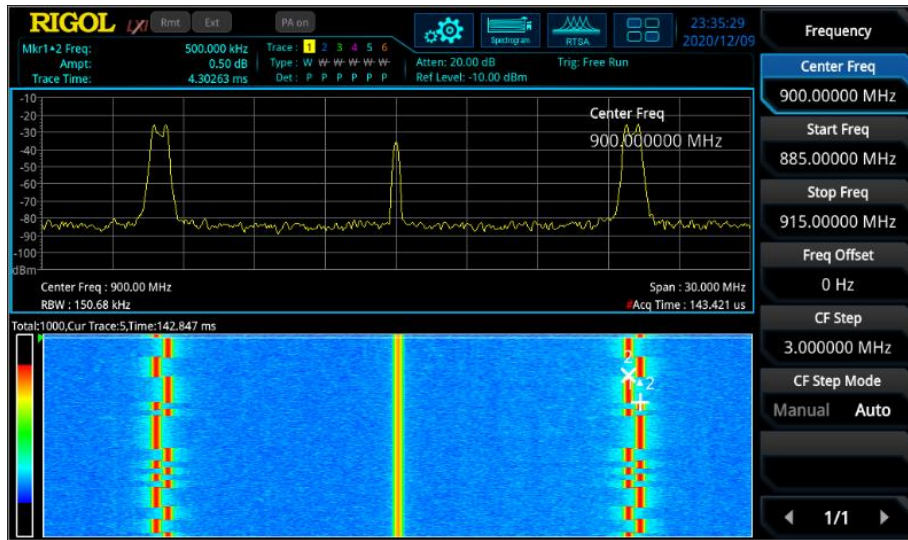 RIGOL LXI Rmt Ext PA on
Spectrogram RTSA
23:35:29
2020/12/09
Mkr1▲2 Freq: 500.000 kHz
Ampt: 0.50 dB
Trace Time: 4.30263 ms
Trace : 1 2 3 4 5 6
Type : W W W W W W
Det : P P P P P P
Atten: 20.00 dB
Ref Level: -10.00 dBm
Trig: Free Run
-10
-20
-30
-40
-50
-60
-70
-80
-90
-100
dBm
Center Freq
900.000000 MHz
Center Freq : 900.00 MHz
RBW : 150.68 kHz
Span : 30.000 MHz
#Acq Time : 143.421 us
Total:1000,Cur Trace:5,Time:142.847 ms
2
▲2
Frequency
Center Freq
900.00000 MHz
Start Freq
885.00000 MHz
Stop Freq
915.00000 MHz
Freq Offset
0 Hz
CF Step
3.000000 MHz
CF Step Mode
Manual Auto
1/1